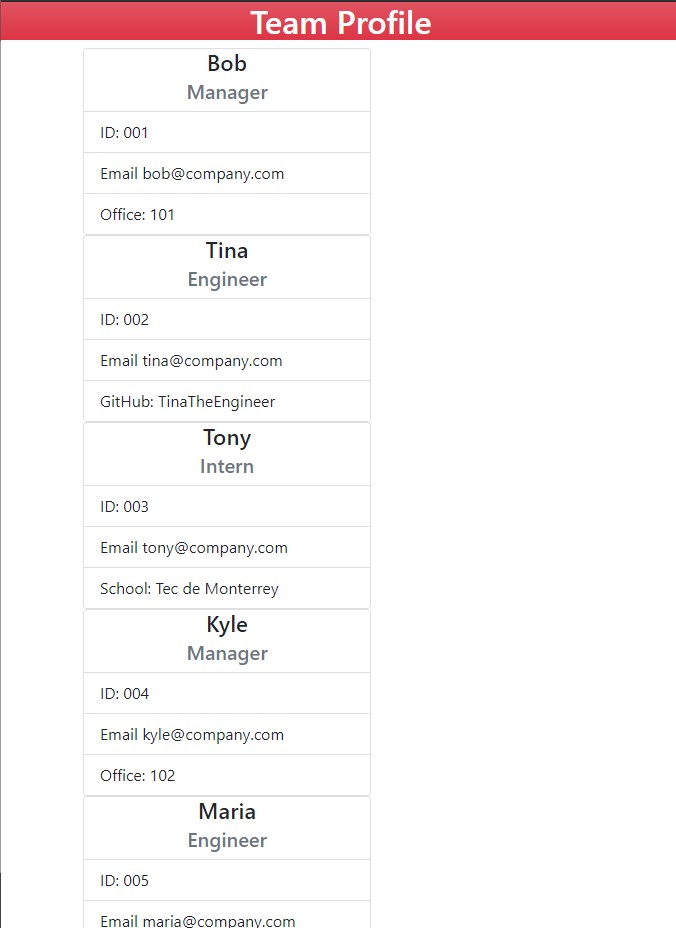 Team Profile
Bob
Manager
ID: 001
Email bob@company.com
Office: 101
Tina
Engineer
ID: 002
Email tina@company.com
GitHub: TinaTheEngineer
Tony
Intern
ID: 003
Email tony@company.com
School: Tec de Monterrey
Kyle
Manager
ID: 004
Email kyle@company.com
Office: 102
Maria
Engineer
ID: 005
Email maria@company.com